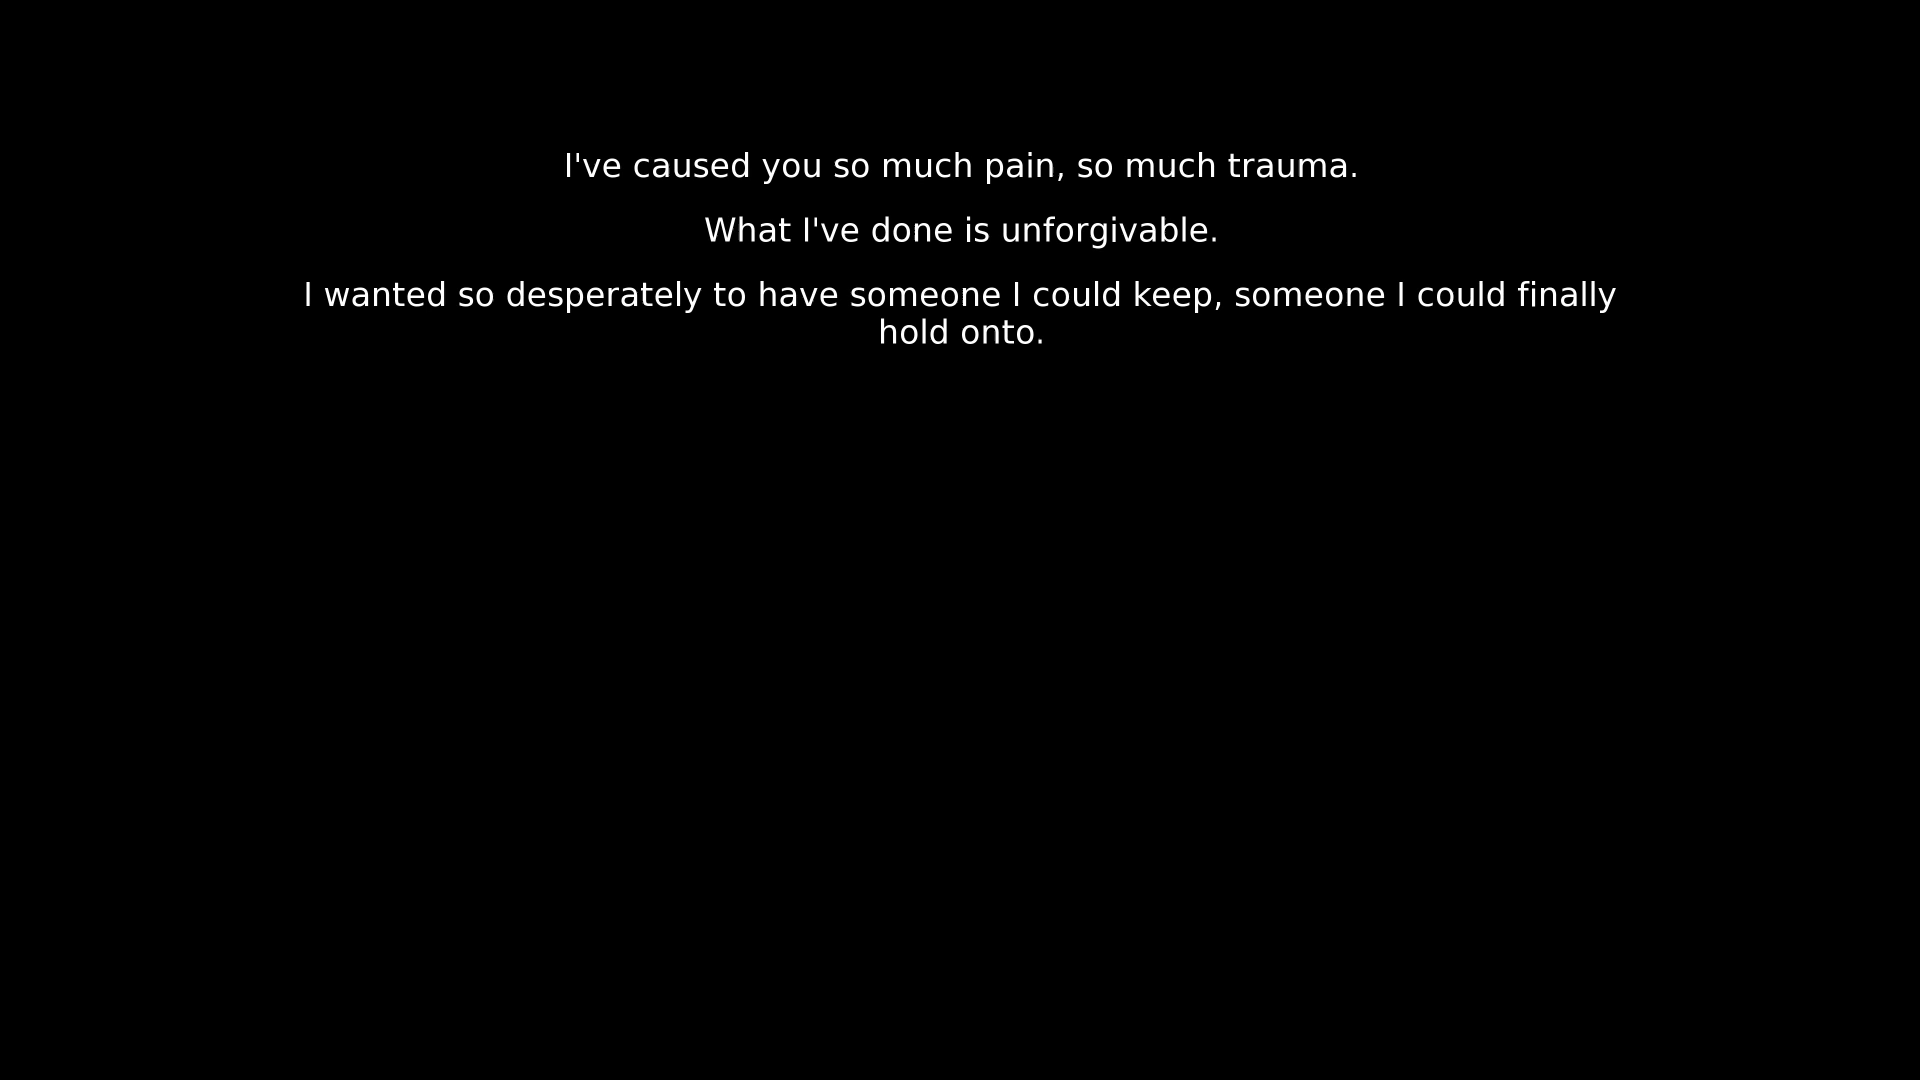 I've caused you so much pain, so much trauma.
What I've done is unforgivable.
I wanted so desperately to have someone I could keep, someone I could finally
hold onto.